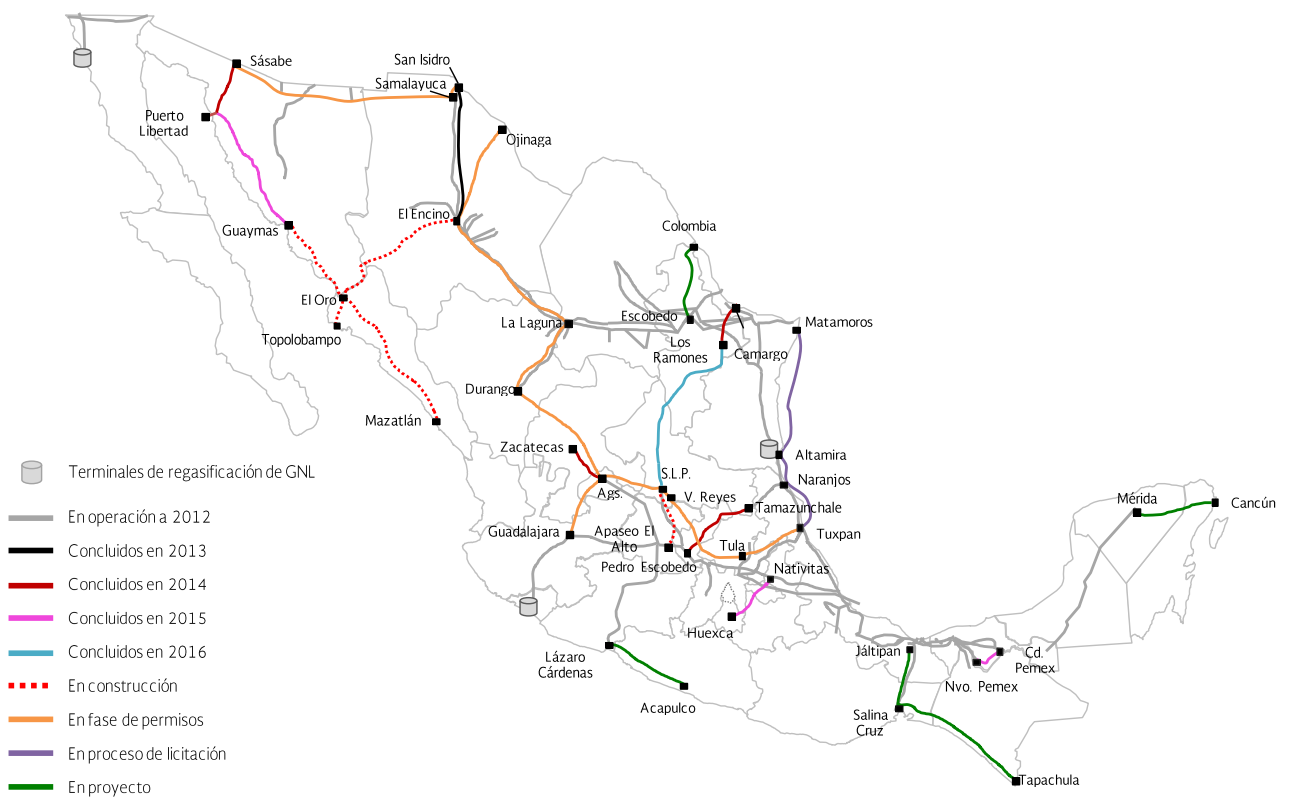 Sásabe
San Isidro
Samalayuca
Puerto
Libertad
Ojinaga
El Encino
Guaymas
Colombia
El Oro
Topolobampo
La Laguna
Escobedo
Matamoros
Los
Ramones
Camargo
Durango
Mazatlán
Zacatecas
Altamira
S.L.P.
Naranjos
Ags.
V. Reyes
Tamazunchale
Mérida
Cancún
Guadalajara
Apaseo El
Alto
Tula
Tuxpan
Pedro Escobedo
Nativitas
Huexca
Lázaro
Cárdenas
Jáltipan
Cd.
Pemex
Nvo. Pemex
Acapulco
Salina
Cruz
Tapachula
Terminales de regasificación de GNL
En operación a 2012
Concluidos en 2013
Concluidos en 2014
Concluidos en 2015
Concluidos en 2016
En construcción
En fase de permisos
En proceso de licitación
En proyecto